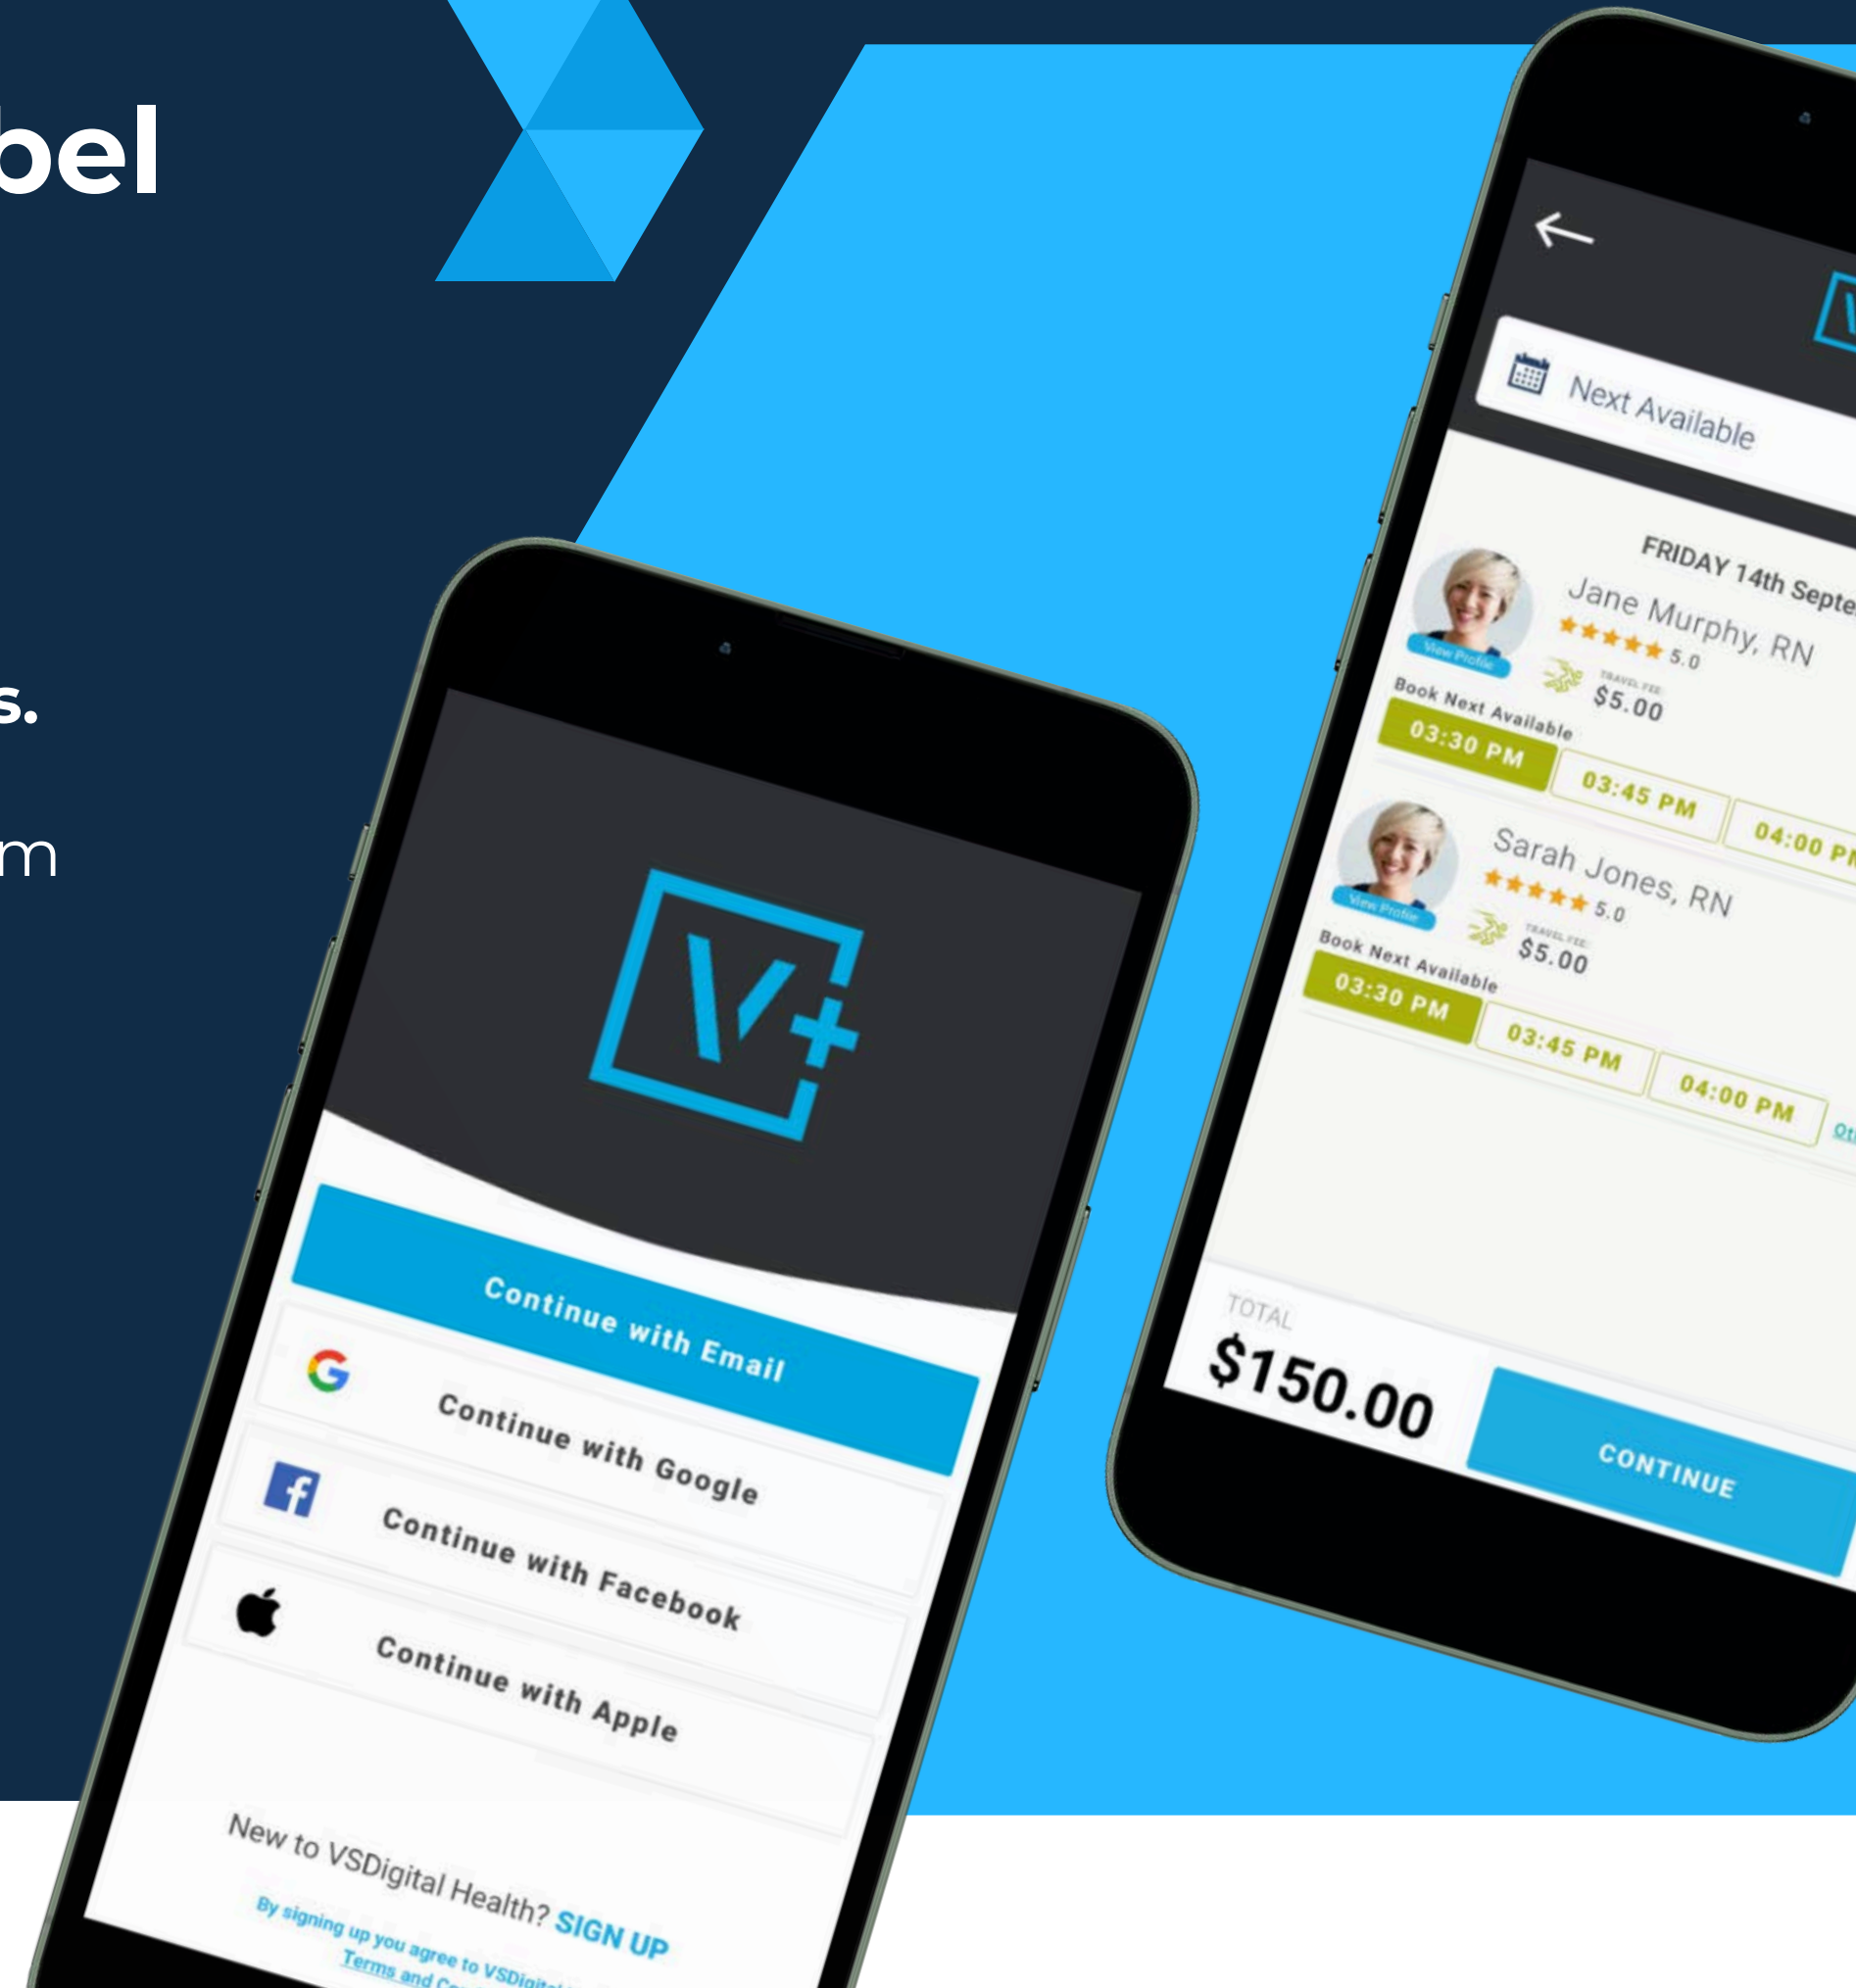 bel
s.
m
V+
Continue with Email
Continue with Google
Continue with Facebook
Continue with Apple
New to VSDigital Health? SIGN UP
By signing up you agree to VSDigital
Terms and
Next Available
FRIDAY 14th Septe
Jane Murphy, RN
5.0
View Profile
TRAVEL FEE:
$5.00
Book Next Available
03:30 PM 03:45 PM 04:00 PM
Sarah Jones, RN
5.0
View Profile
TRAVEL FEE:
$5.00
Book Next Available
03:30 PM 03:45 PM 04:00 PM
TOTAL
$150.00
CONTINUE